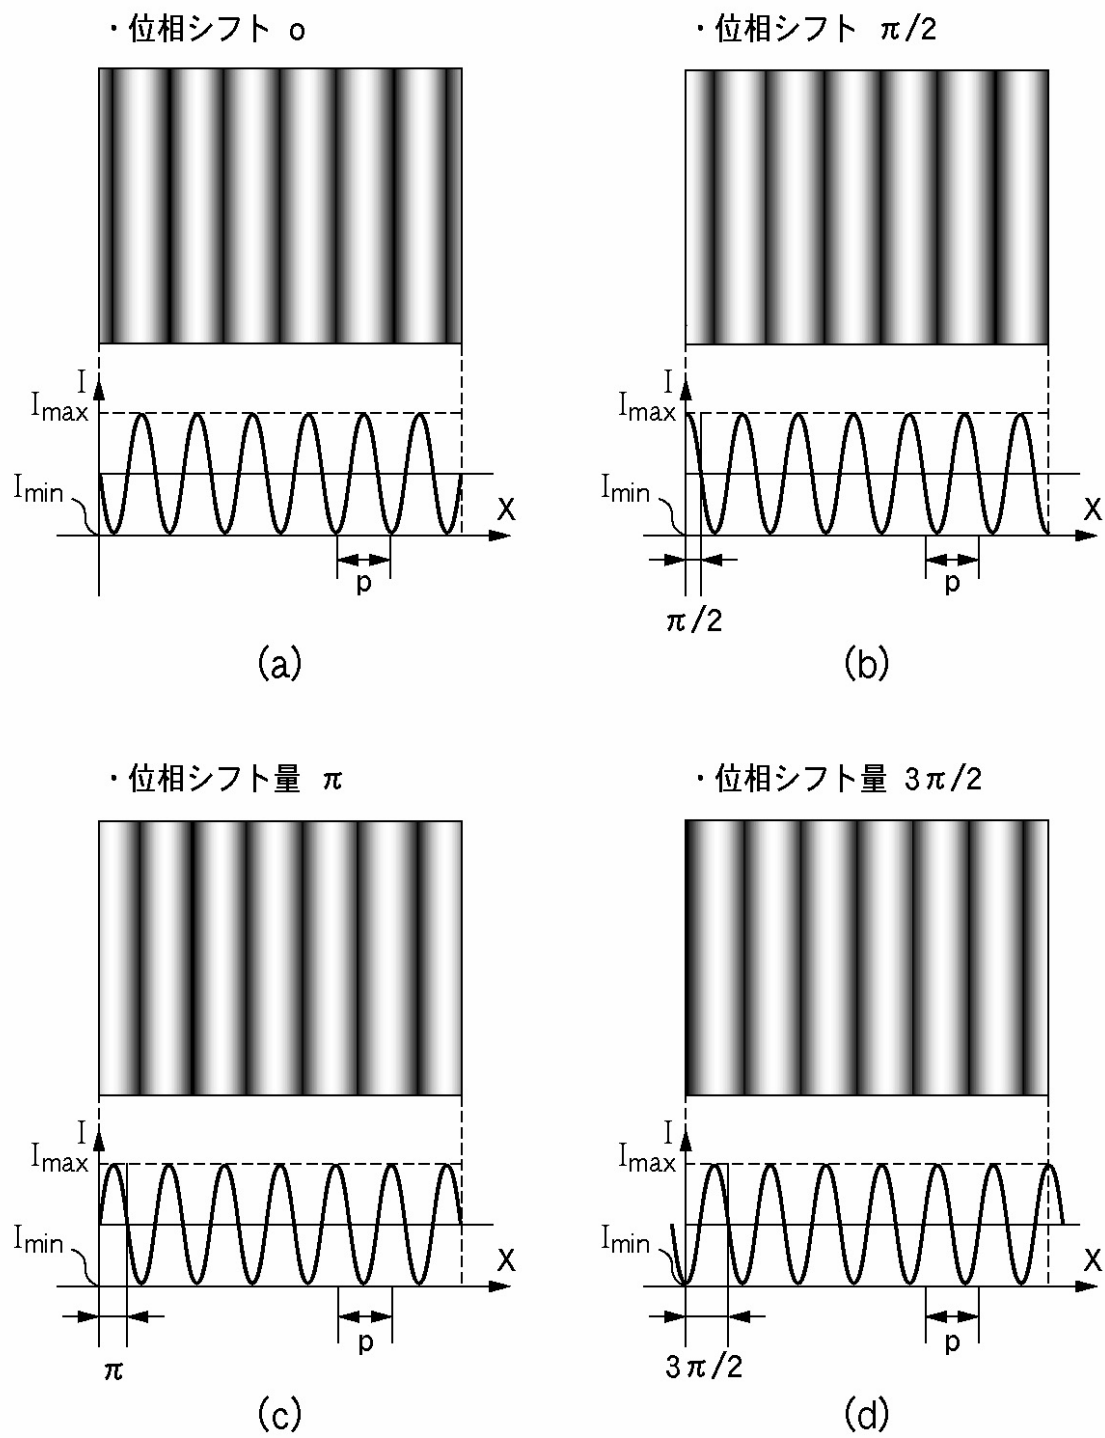 ・位相シフト 0
I
Imax
Imin
X
p
(a)
・位相シフト π/2
I
Imax
Imin
X
p
π/2
(b)
・位相シフト量 π
I
Imax
Imin
X
p
π
(c)
・位相シフト量 3π/2
I
Imax
Imin
X
p
3π/2
(d)